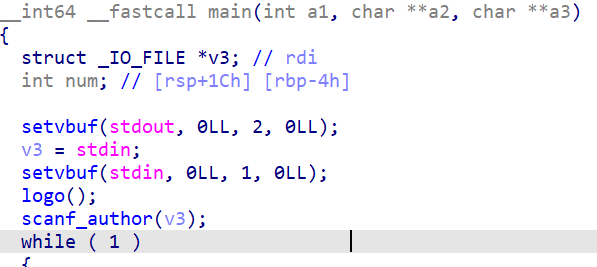 __int64 __fastcall main(int a1, char **a2, char **a3)
{
  struct _IO_FILE *v3; // rdi
  int num; // [rsp+1Ch] [rbp-4h]

  setvbuf(stdout, 0LL, 2, 0LL);
  v3 = stdin;
  setvbuf(stdin, 0LL, 1, 0LL);
  logo();
  scanf_author(v3);
  while ( 1 )
  {